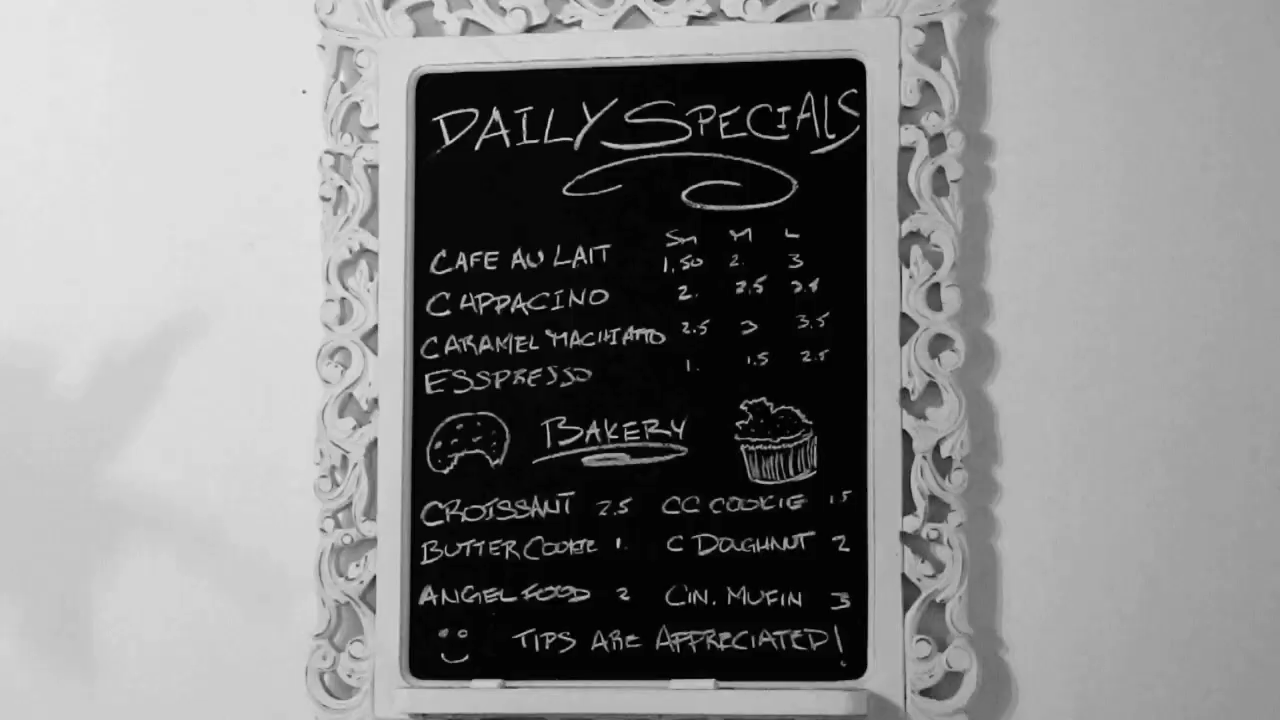 DAILY SPECIALS
Sm M L
CAFE AU LAIT 1.50 2. 3
CAPPACINO 2. 2.5
CARAMEL MACHIATTO 2.5 3 3.5
ESSPRESSO 1. 1.5 2.5
BAKERY
CROISSANT 2.5 CC COOKIE 1.5
BUTTER COOKIE 1. C DOUGHNUT 2
ANGEL FOOD 2 CIN. MUFIN 3
TIPS ARE APPRECIATED!